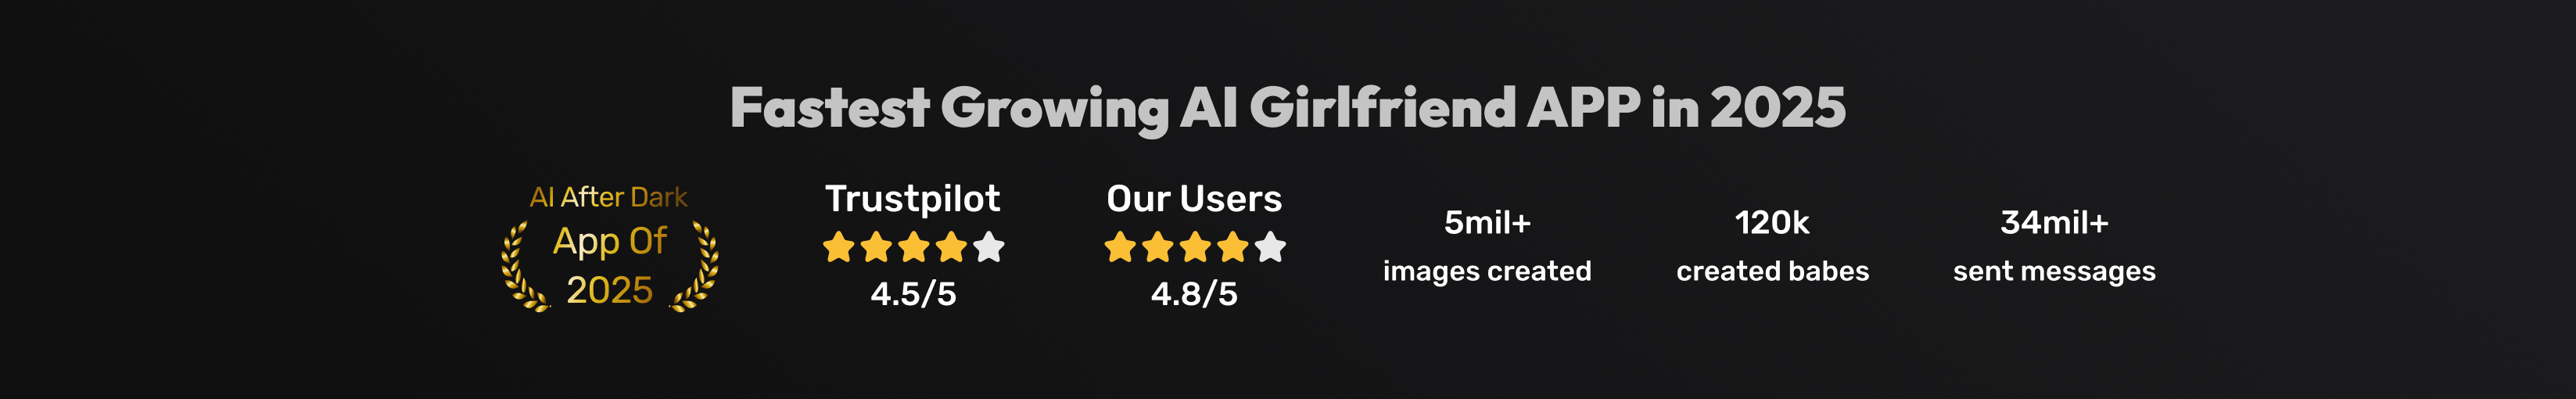 Fastest Growing AI Girlfriend APP in 2025
AI After Dark
App Of
2025
Trustpilot
4.5/5
Our Users
4.8/5
5mil+
images created
120k
created babes
34mil+
sent messages